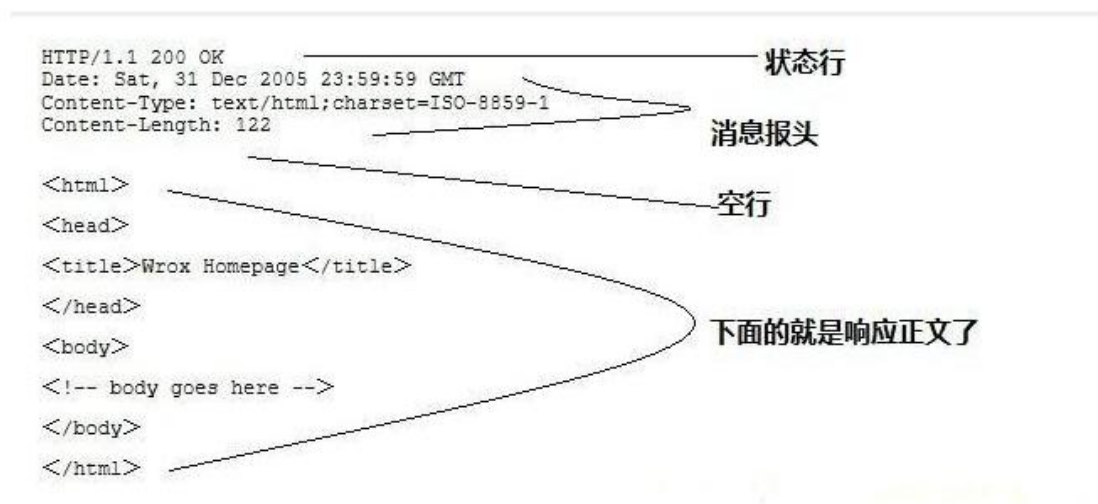 HTTP/1.1 200 OK
状态行
Date: Sat, 31 Dec 2005 23:59:59 GMT
Content-Type: text/html;charset=ISO-8859-1
Content-Length: 122
消息报头
<html>
空行
<head>
<title>Wrox Homepage</title>
</head>
下面的就是响应正文了
<body>
<!-- body goes here -->
</body>
</html>